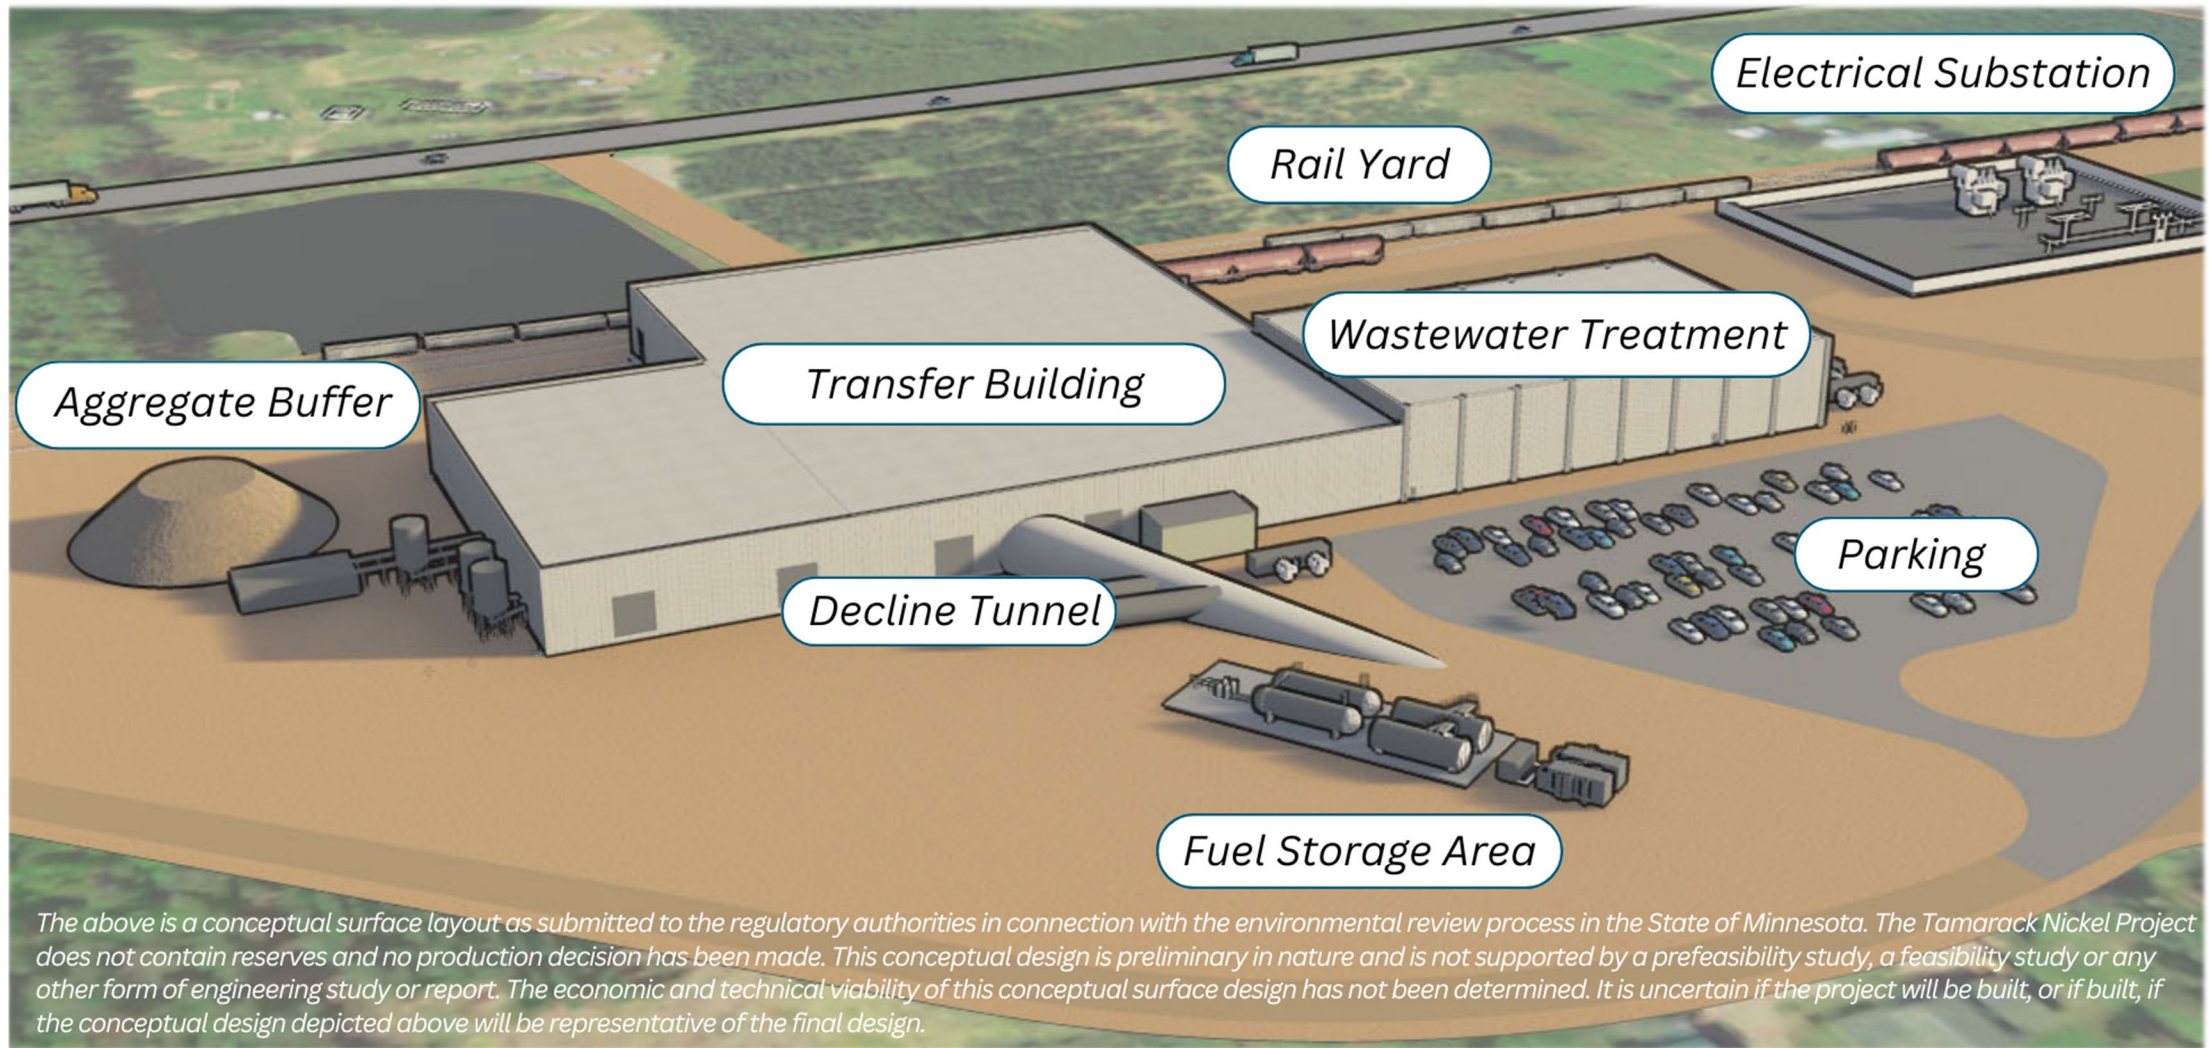 Electrical Substation
Rail Yard
Wastewater Treatment
Transfer Building
Aggregate Buffer
Parking
Decline Tunnel
Fuel Storage Area
The above is a conceptual surface layout as submitted to the regulatory authorities in connection with the environmental review process in the State of Minnesota. The Tamarack Nickel Project
does not contain reserves and no production decision has been made. This conceptual design is preliminary in nature and is not supported by a prefeasibility study, a feasibility study or any
other form of engineering study or report. The economic and technical viability of this conceptual surface design has not been determined. It is uncertain if the project will be built, or if built, if
the conceptual design depicted above will be representative of the final design.